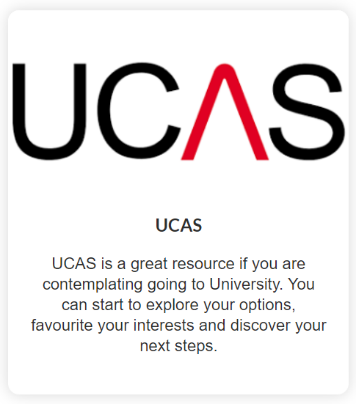 UCAS
UCAS
UCAS is a great resource if you are
contemplating going to University. You
can start to explore your options,
favourite your interests and discover your
next steps.